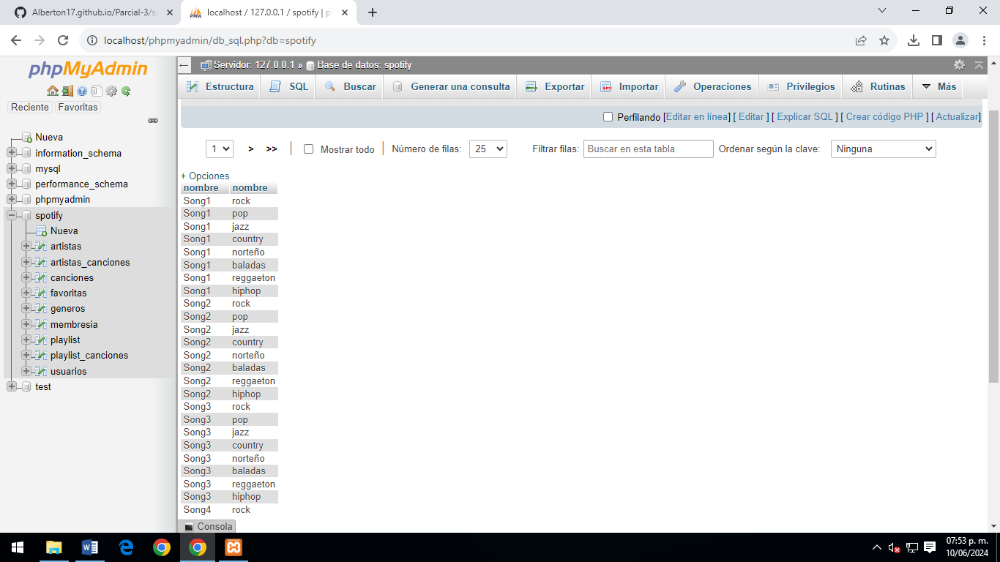 Alberton17.github.io/Parcial-3/s
localhost / 127.0.0.1 / spotify | p
localhost/phpmyadmin/db_sql.php?db=spotify
phpMyAdmin
Reciente Favoritas
Nueva
information_schema
mysql
performance_schema
phpmyadmin
spotify
Nueva
artistas
artistas_canciones
canciones
favoritas
generos
membresia
playlist
playlist_canciones
usuarios
test
Servidor: 127.0.0.1 » Base de datos: spotify
Estructura SQL Buscar Generar una consulta Exportar Importar Operaciones Privilegios Rutinas Más
Perfilando [Editar en línea] [ Editar ] [ Explicar SQL ] [ Crear código PHP ] [ Actualizar]
1 > >> | Mostrar todo | Número de filas: 25 Filtrar filas: Buscar en esta tabla Ordenar según la clave: Ninguna
+ Opciones
nombre nombre
Song1 rock
Song1 pop
Song1 jazz
Song1 country
Song1 norteño
Song1 baladas
Song1 reggaeton
Song1 hiphop
Song2 rock
Song2 pop
Song2 jazz
Song2 country
Song2 norteño
Song2 baladas
Song2 reggaeton
Song2 hiphop
Song3 rock
Song3 pop
Song3 jazz
Song3 country
Song3 norteño
Song3 baladas
Song3 reggaeton
Song3 hiphop
Song4 rock
Consola
07:53 p. m.
10/06/2024